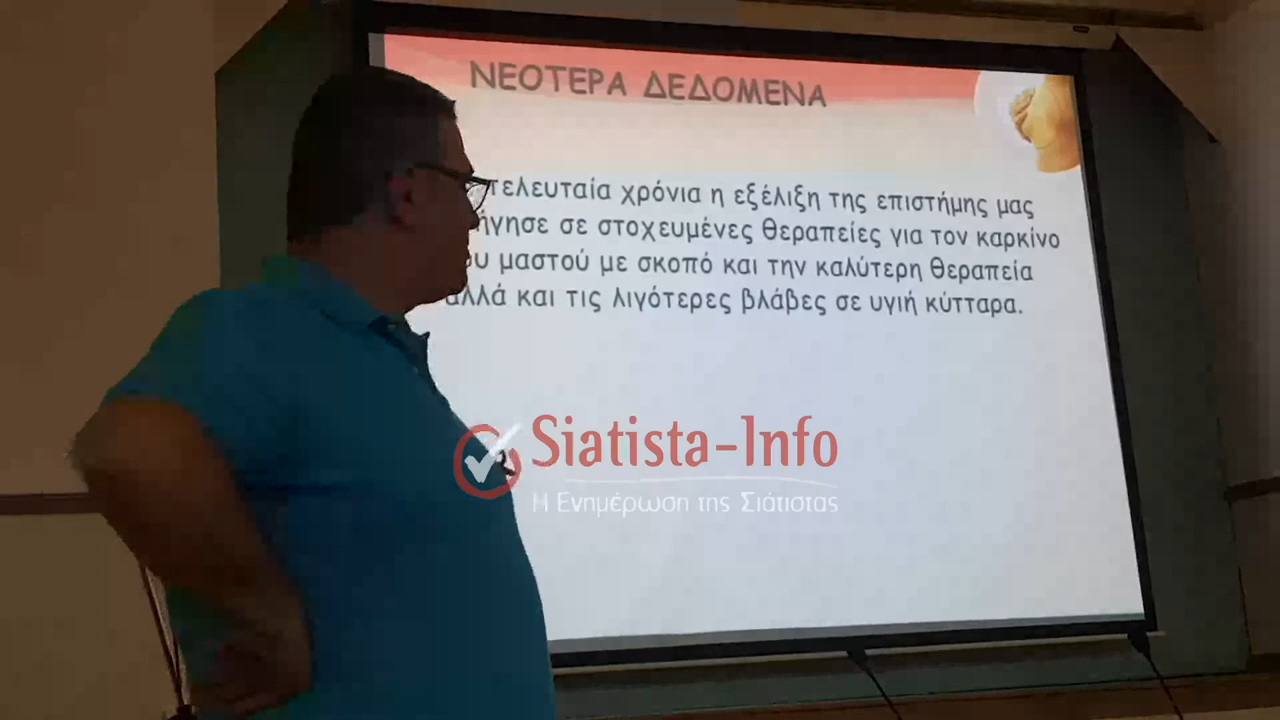 ΝΕΟΤΕΡΑ ΔΕΔΟΜΕΝΑ
τελευταία χρόνια η εξέλιξη της επιστήμης μας
σε στοχευμένες θεραπείες για τον καρκίνο
μαστού με σκοπό και την καλύτερη θεραπεία
αλλά και τις λιγότερες βλάβες σε υγιή κύτταρα.
Siatista-Info
Η Ενημέρωση της Σιάτιστας